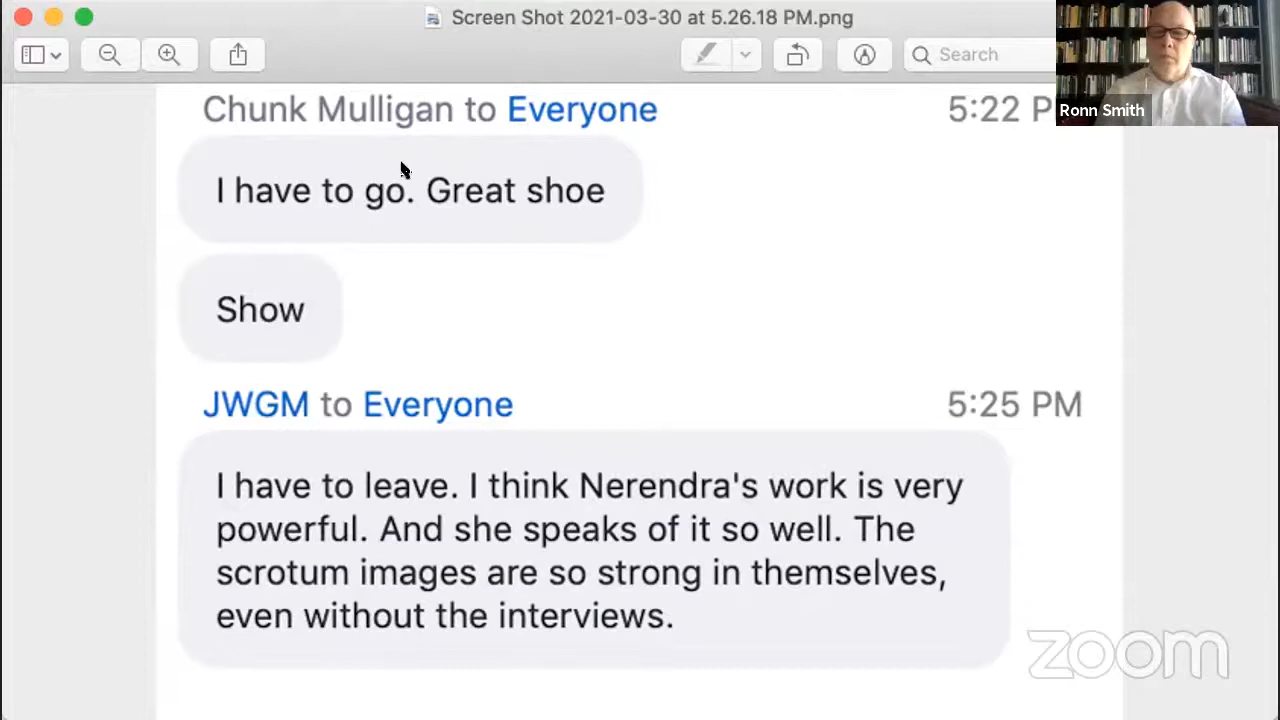 Screen Shot 2021-03-30 at 5.26.18 PM.png
Search
Ronn Smith
Chunk Mulligan to Everyone 5:22 P
I have to go. Great shoe
Show
JWGM to Everyone 5:25 PM
I have to leave. I think Nerendra's work is very
powerful. And she speaks of it so well. The
scrotum images are so strong in themselves,
even without the interviews.
zoom